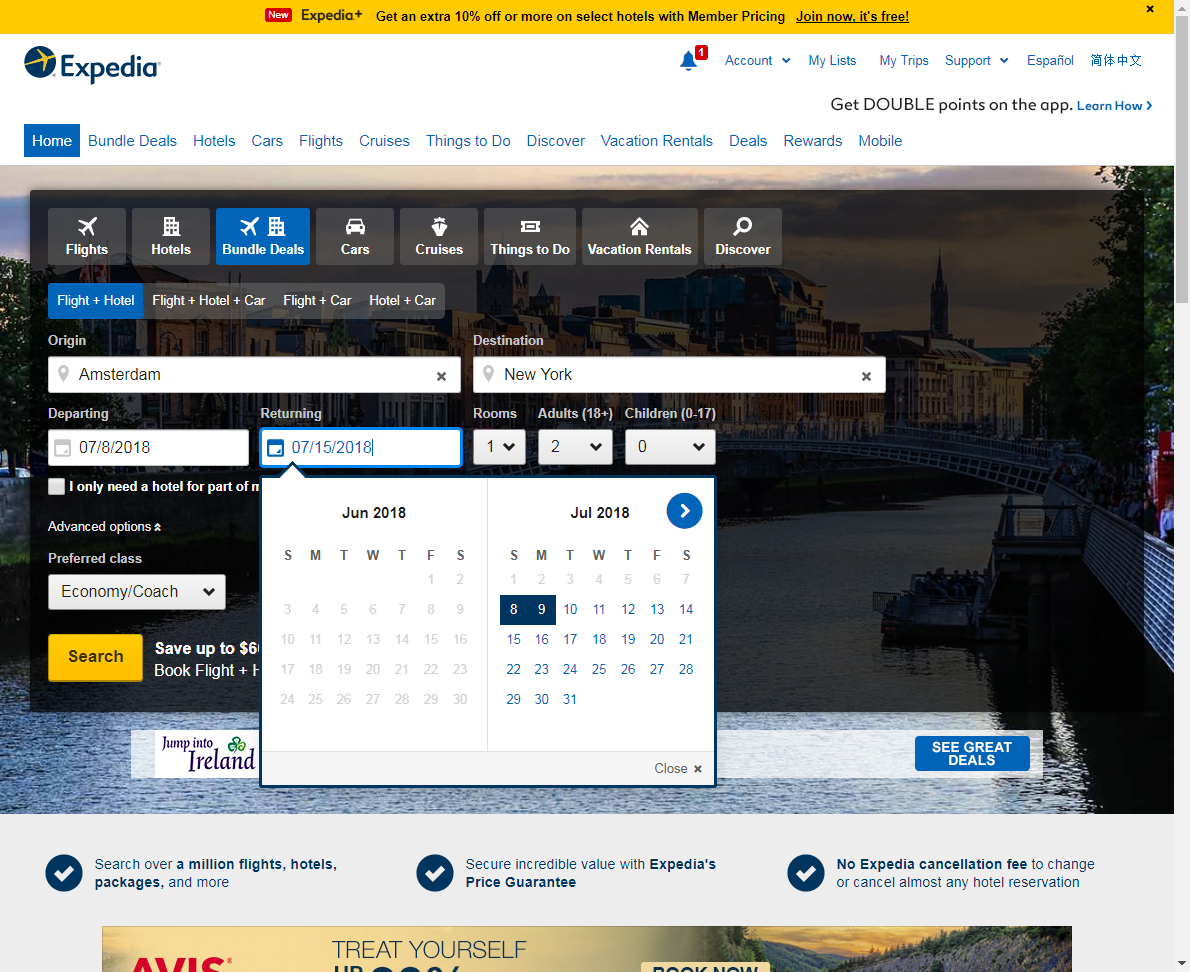 New Expedia+ Get an extra 10% off or more on select hotels with Member Pricing Join now, it's free!
Expedia
1 Account My Lists My Trips Support Español 简体中文
Get DOUBLE points on the app. Learn How
Home Bundle Deals Hotels Cars Flights Cruises Things to Do Discover Vacation Rentals Deals Rewards Mobile
Flights Hotels Bundle Deals Cars Cruises Things to Do Vacation Rentals Discover
Flight + Hotel Flight + Hotel + Car Flight + Car Hotel + Car
Origin Destination
Amsterdam New York
Departing Returning Rooms Adults (18+) Children (0-17)
07/8/2018 07/15/2018 1 2 0
I only need a hotel for part of m
Jun 2018 Jul 2018
Advanced options
S M T W T F S S M T W T F S
Preferred class
1 2 1 2 3 4 5 6 7
Economy/Coach
3 4 5 6 7 8 9 8 9 10 11 12 13 14
10 11 12 13 14 15 16 15 16 17 18 19 20 21
Search
Save up to $6
Book Flight + H
17 18 19 20 21 22 23 22 23 24 25 26 27 28
24 25 26 27 28 29 30 29 30 31
Jump into
Ireland
SEE GREAT
DEALS
Close
Search over a million flights, hotels,
packages, and more
Secure incredible value with Expedia's
Price Guarantee
No Expedia cancellation fee to change
or cancel almost any hotel reservation
TREAT YOURSELF
AVIS
UP
BOOK NOW